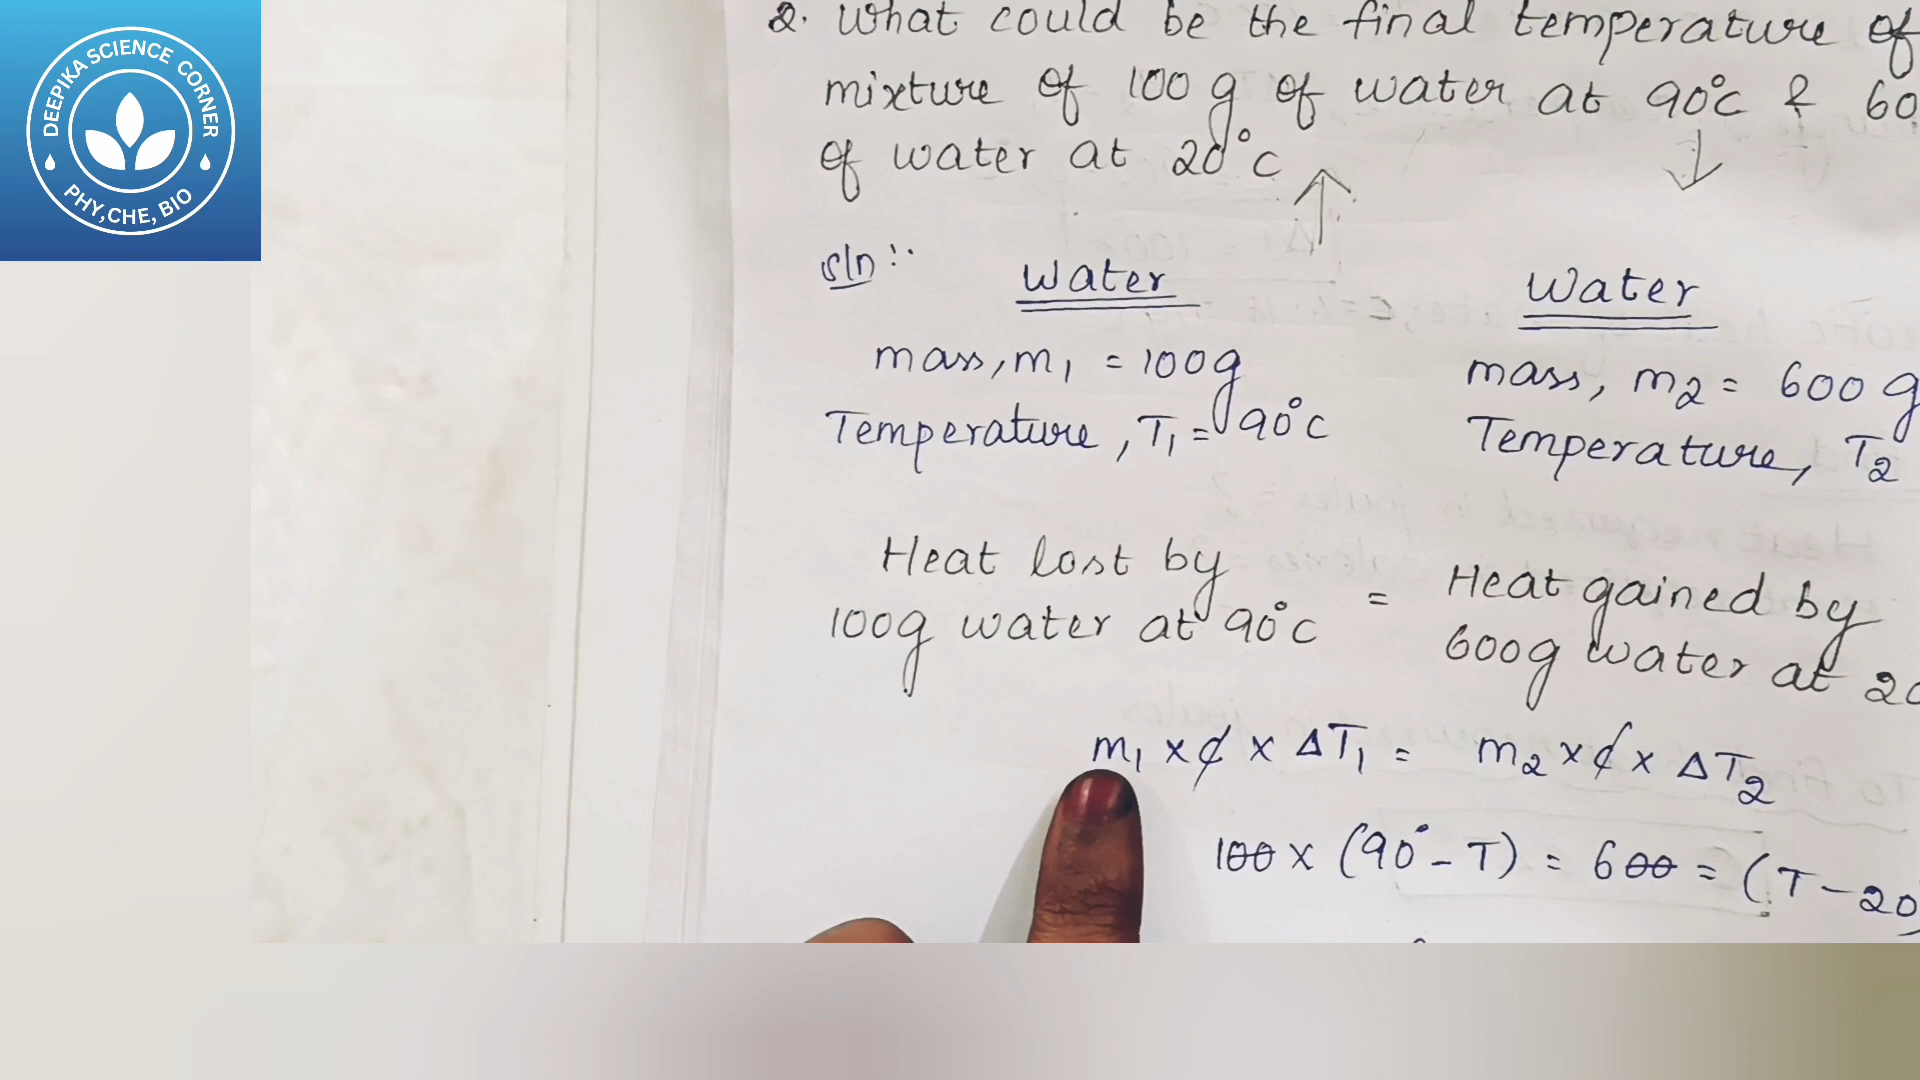 DEEPIKA SCIENCE CORNER
PHY,CHE, BIO
2. What could be the final temperature of
mixture of 100 g of water at 90°C & 60
of water at 20°C
Sln :-
Water
Water
mass, m1 = 100g
mass, m2 = 600 g
Temperature, T1 = 90°C
Temperature, T2
Heat lost by
100g water at 90°C
=
Heat gained by
600g water at 20
m1 x c x ΔT1 = m2 x c x ΔT2
100 x (90° - T) = 600 = (T - 20)